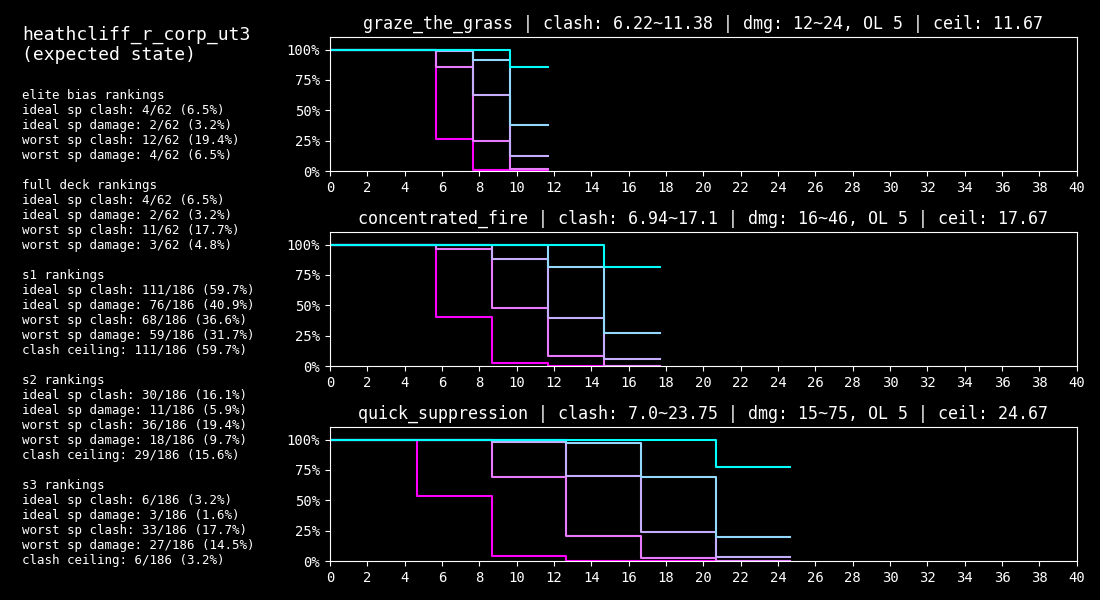 heathcliff_r_corp_ut3
(expected state)
elite bias rankings
ideal sp clash: 4/62 (6.5%)
ideal sp damage: 2/62 (3.2%)
worst sp clash: 12/62 (19.4%)
worst sp damage: 4/62 (6.5%)
full deck rankings
ideal sp clash: 4/62 (6.5%)
ideal sp damage: 2/62 (3.2%)
worst sp clash: 11/62 (17.7%)
worst sp damage: 3/62 (4.8%)
s1 rankings
ideal sp clash: 111/186 (59.7%)
ideal sp damage: 76/186 (40.9%)
worst sp clash: 68/186 (36.6%)
worst sp damage: 59/186 (31.7%)
clash ceiling: 111/186 (59.7%)
s2 rankings
ideal sp clash: 30/186 (16.1%)
ideal sp damage: 11/186 (5.9%)
worst sp clash: 36/186 (19.4%)
worst sp damage: 18/186 (9.7%)
clash ceiling: 29/186 (15.6%)
s3 rankings
ideal sp clash: 6/186 (3.2%)
ideal sp damage: 3/186 (1.6%)
worst sp clash: 33/186 (17.7%)
worst sp damage: 27/186 (14.5%)
clash ceiling: 6/186 (3.2%)
graze_the_grass | clash: 6.22~11.38 | dmg: 12~24, OL 5 | ceil: 11.67
100%
75%
50%
25%
0%
0 2 4 6 8 10 12 14 16 18 20 22 24 26 28 30 32 34 36 38 40
concentrated_fire | clash: 6.94~17.1 | dmg: 16~46, OL 5 | ceil: 17.67
100%
75%
50%
25%
0%
0 2 4 6 8 10 12 14 16 18 20 22 24 26 28 30 32 34 36 38 40
quick_suppression | clash: 7.0~23.75 | dmg: 15~75, OL 5 | ceil: 24.67
100%
75%
50%
25%
0%
0 2 4 6 8 10 12 14 16 18 20 22 24 26 28 30 32 34 36 38 40